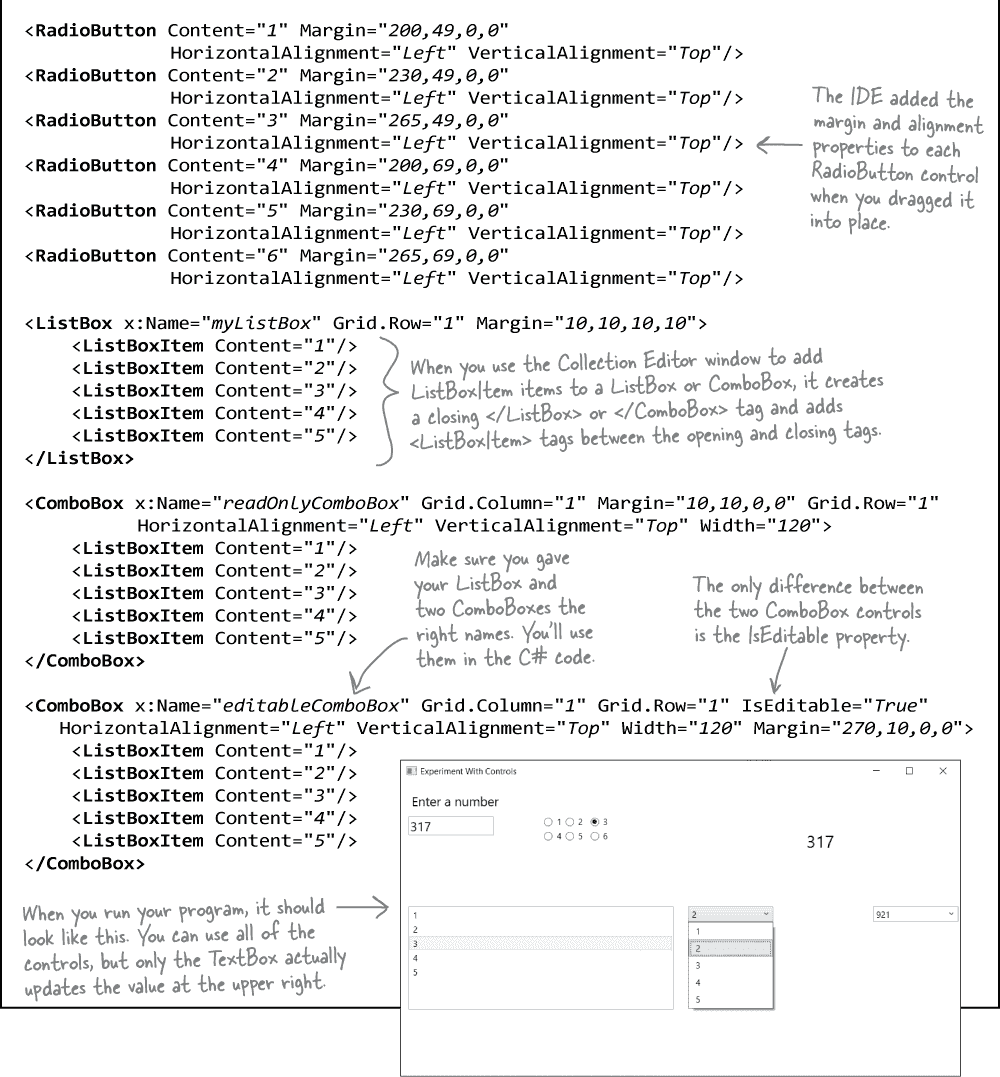 <RadioButton Content="1" Margin="200,49,0,0"
HorizontalAlignment="Left" VerticalAlignment="Top"/>
<RadioButton Content="2" Margin="230,49,0,0"
HorizontalAlignment="Left" VerticalAlignment="Top"/>
<RadioButton Content="3" Margin="265,49,0,0"
HorizontalAlignment="Left" VerticalAlignment="Top"/>
<RadioButton Content="4" Margin="200,69,0,0"
HorizontalAlignment="Left" VerticalAlignment="Top"/>
<RadioButton Content="5" Margin="230,69,0,0"
HorizontalAlignment="Left" VerticalAlignment="Top"/>
<RadioButton Content="6" Margin="265,69,0,0"
HorizontalAlignment="Left" VerticalAlignment="Top"/>
The IDE added the
margin and alignment
properties to each
RadioButton control
when you dragged it
into place.
<ListBox x:Name="myListBox" Grid.Row="1" Margin="10,10,10,10">
<ListBoxItem Content="1"/>
<ListBoxItem Content="2"/>
<ListBoxItem Content="3"/>
<ListBoxItem Content="4"/>
<ListBoxItem Content="5"/>
</ListBox>
When you use the Collection Editor window to add
ListBoxItem items to a ListBox or ComboBox, it creates
a closing </ListBox> or </ComboBox> tag and adds
<ListBoxItem> tags between the opening and closing tags.
<ComboBox x:Name="readOnlyComboBox" Grid.Column="1" Margin="10,10,0,0" Grid.Row="1"
HorizontalAlignment="Left" VerticalAlignment="Top" Width="120">
<ListBoxItem Content="1"/>
<ListBoxItem Content="2"/>
<ListBoxItem Content="3"/>
<ListBoxItem Content="4"/>
<ListBoxItem Content="5"/>
</ComboBox>
Make sure you gave
your ListBox and
two ComboBoxes the
right names. You'll use
them in the C# code.
The only difference between
the two ComboBox controls
is the IsEditable property.
<ComboBox x:Name="editableComboBox" Grid.Column="1" Grid.Row="1" IsEditable="True"
HorizontalAlignment="Left" VerticalAlignment="Top" Width="120" Margin="270,10,0,0">
<ListBoxItem Content="1"/>
<ListBoxItem Content="2"/>
<ListBoxItem Content="3"/>
<ListBoxItem Content="4"/>
<ListBoxItem Content="5"/>
</ComboBox>
When you run your program, it should
look like this. You can use all of the
controls, but only the TextBox actually
updates the value at the upper right.
Experiment With Controls
Enter a number
317
1 2 3
4 5 6
317
1
2
3
4
5
2
1
2
3
4
5
921